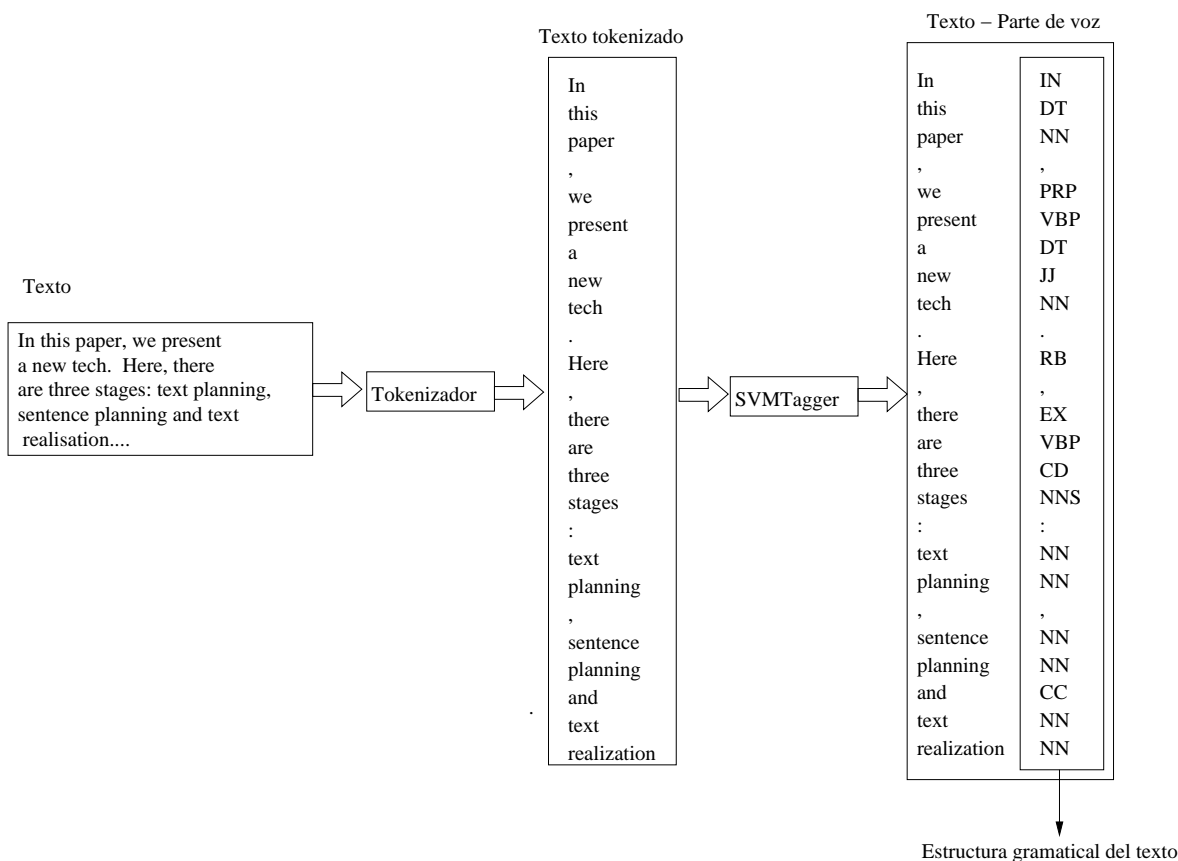 Texto
In this paper, we present
a new tech. Here, there
are three stages: text planning,
sentence planning and text
realisation....
Tokenizador
Texto tokenizado
In
this
paper
,
we
present
a
new
tech
.
Here
,
there
are
three
stages
:
text
planning
,
sentence
planning
and
text
realization
.
SVMTagger
Texto – Parte de voz
In IN
this DT
paper NN
, ,
we PRP
present VBP
a DT
new JJ
tech NN
. .
Here RB
, ,
there EX
are VBP
three CD
stages NNS
: :
text NN
planning NN
, ,
sentence NN
planning NN
and CC
text NN
realization NN
Estructura gramatical del texto